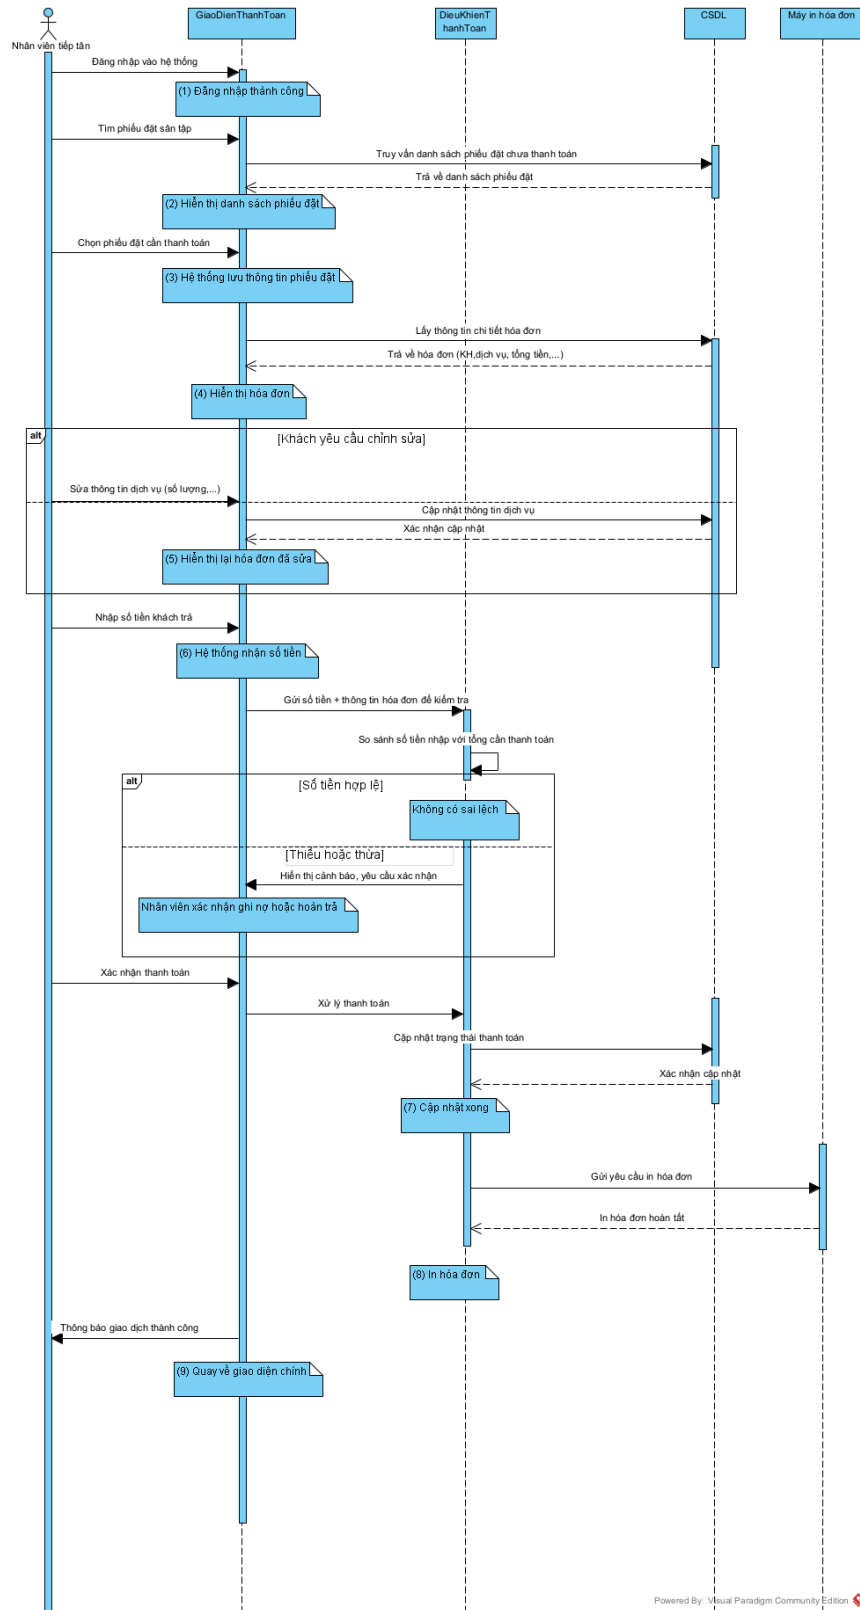 GiaoDienThanhToan
DieuKhienT
hanhToan
CSDL
Máy in hóa đơn
Nhân viên tiếp tân
Đăng nhập vào hệ thống
(1) Đăng nhập thành công
Tìm phiếu đặt sân tập
Truy vấn danh sách phiếu đặt chưa thanh toán
Trả về danh sách phiếu đặt
(2) Hiển thị danh sách phiếu đặt
Chọn phiếu đặt cần thanh toán
(3) Hệ thống lưu thông tin phiếu đặt
Lấy thông tin chi tiết hóa đơn
Trả về hóa đơn (KH,dịch vụ, tổng tiền,...)
(4) Hiển thị hóa đơn
alt
[Khách yêu cầu chỉnh sửa]
Sửa thông tin dịch vụ (số lượng,...)
Cập nhật thông tin dịch vụ
Xác nhận cập nhật
(5) Hiển thị lại hóa đơn đã sửa
Nhập số tiền khách trả
(6) Hệ thống nhận số tiền
Gửi số tiền + thông tin hóa đơn để kiểm tra
So sánh số tiền nhập với tổng cần thanh toán
alt
[Số tiền hợp lệ]
Không có sai lệch
[Thiếu hoặc thừa]
Hiển thị cảnh báo, yêu cầu xác nhận
Nhân viên xác nhận ghi nợ hoặc hoàn trả
Xác nhận thanh toán
Xử lý thanh toán
Cập nhật trạng thái thanh toán
Xác nhận cập nhật
(7) Cập nhật xong
Gửi yêu cầu in hóa đơn
In hóa đơn hoàn tất
(8) In hóa đơn
Thông báo giao dịch thành công
(9) Quay về giao diện chính
Powered By Visual Paradigm Community Edition